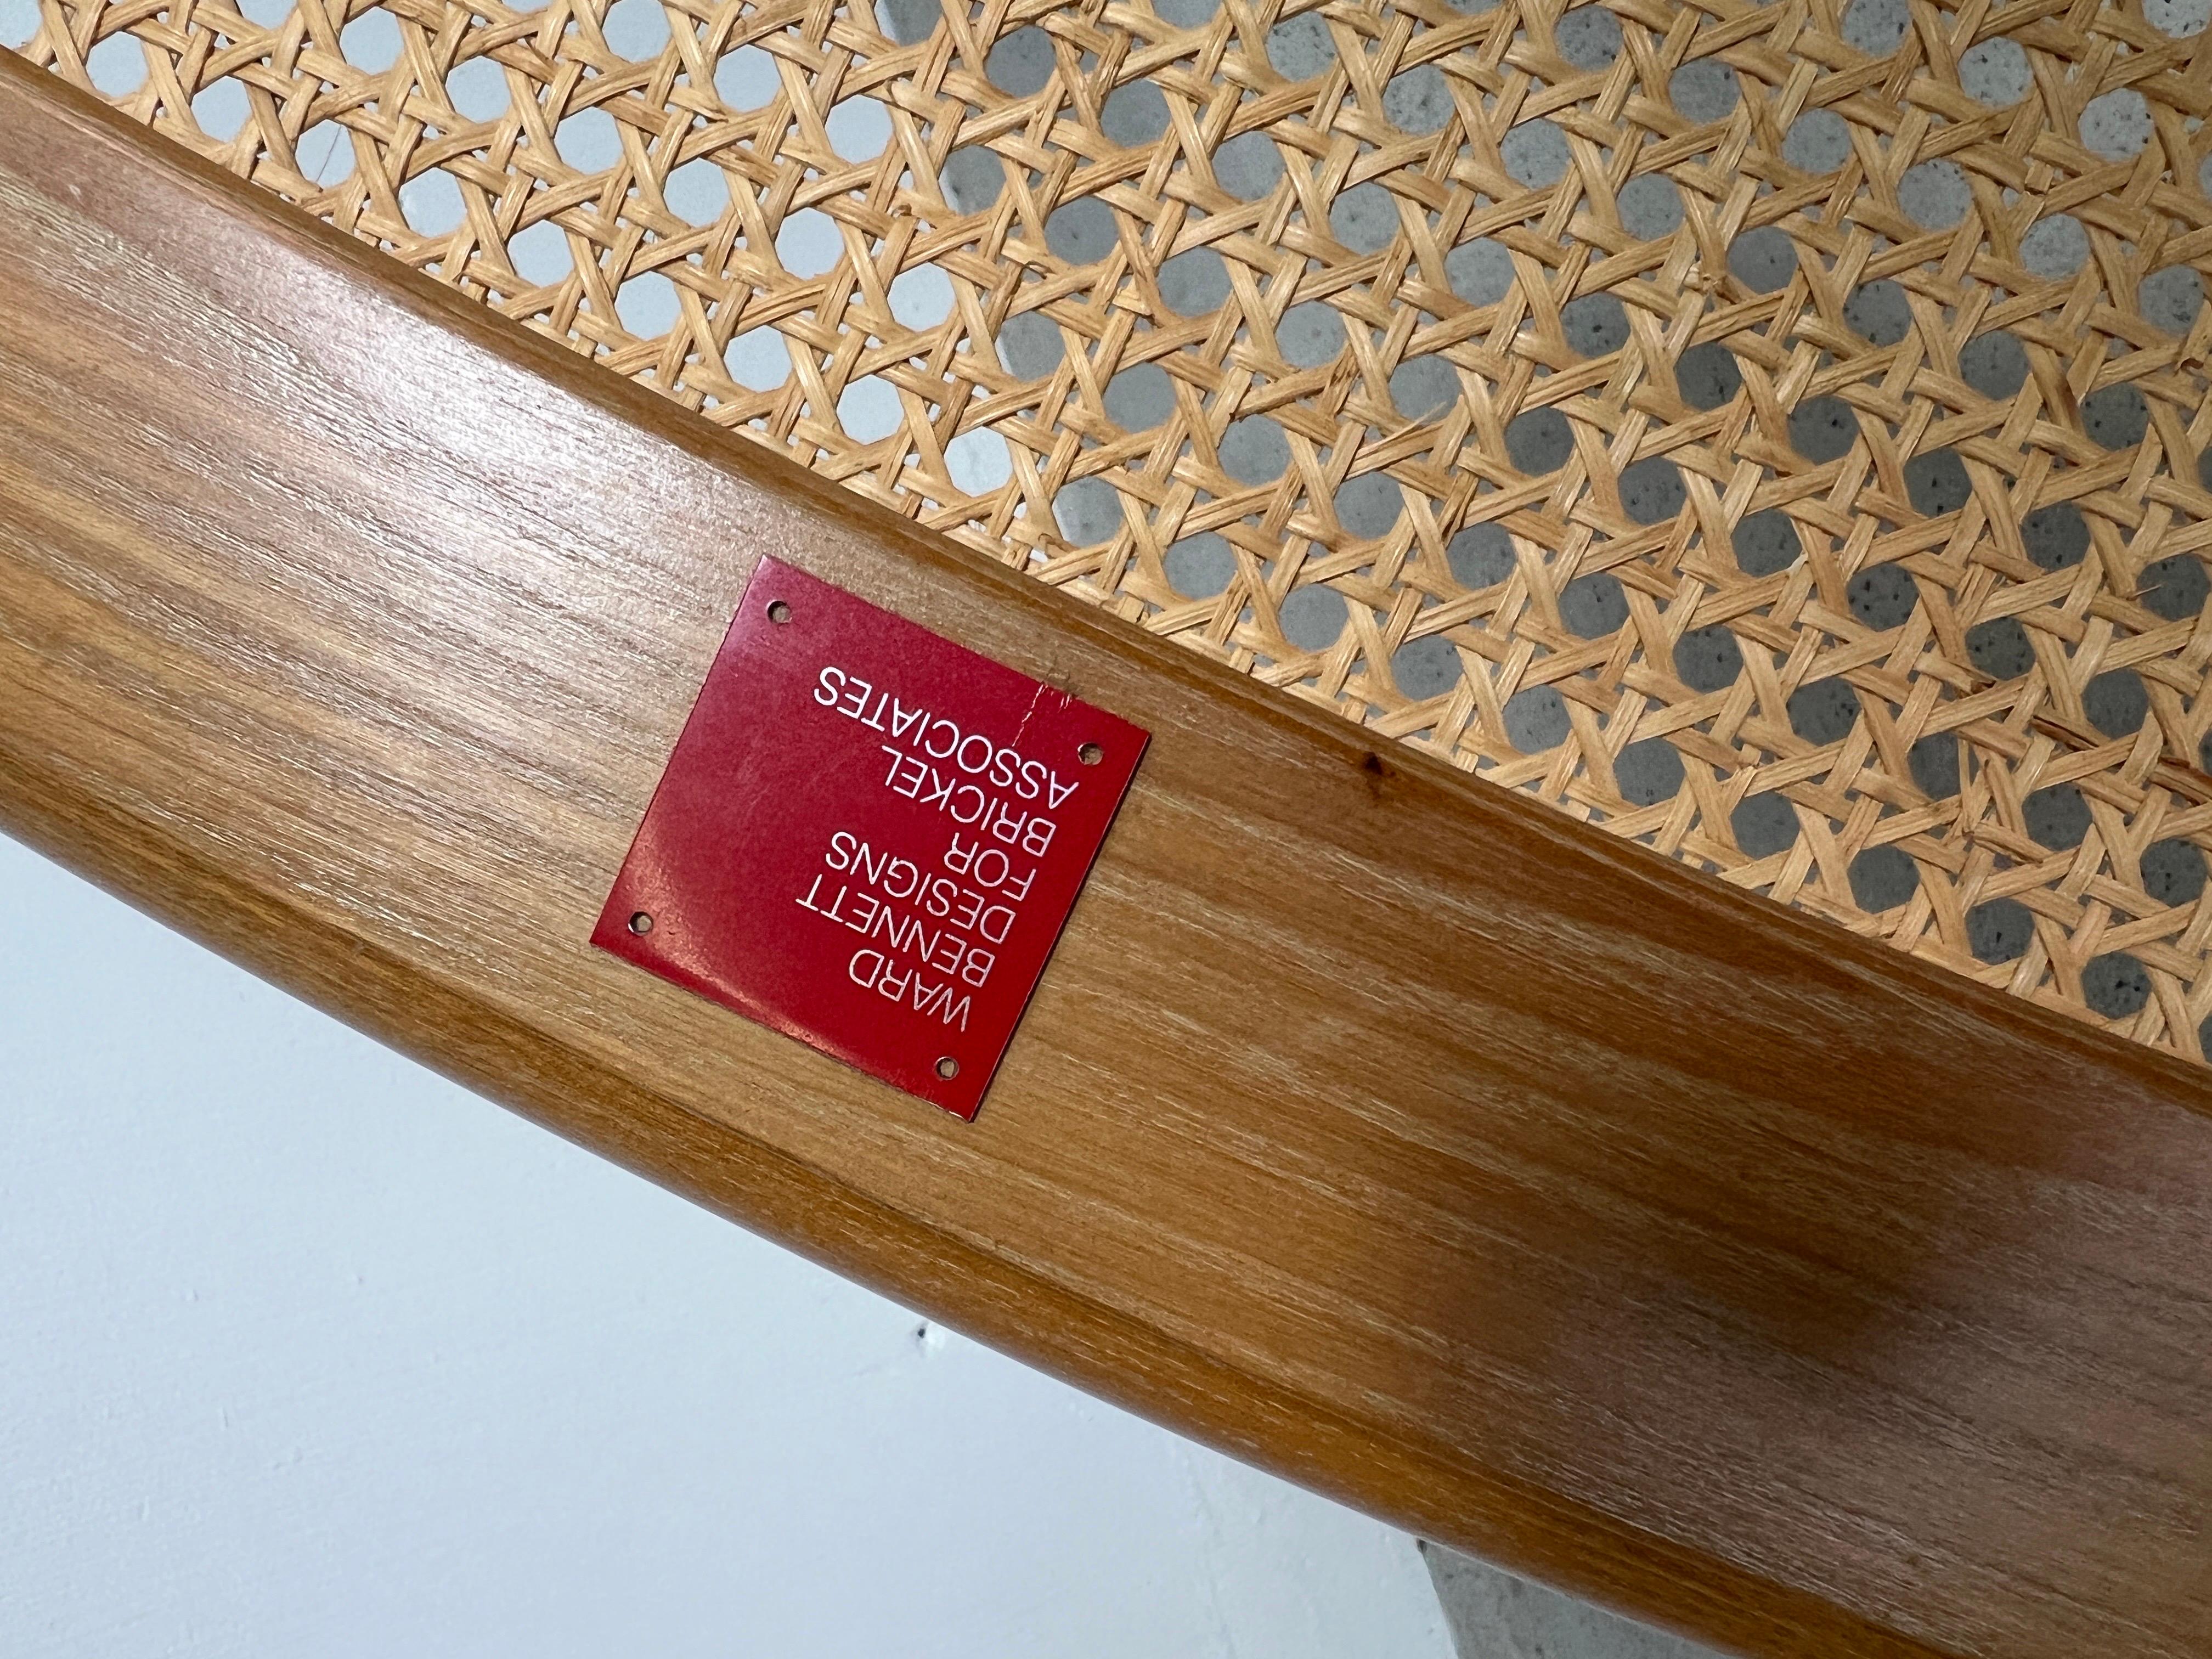 WARD
BENNETT
DESIGNS
FOR
BRICKEL
ASSOCIATES